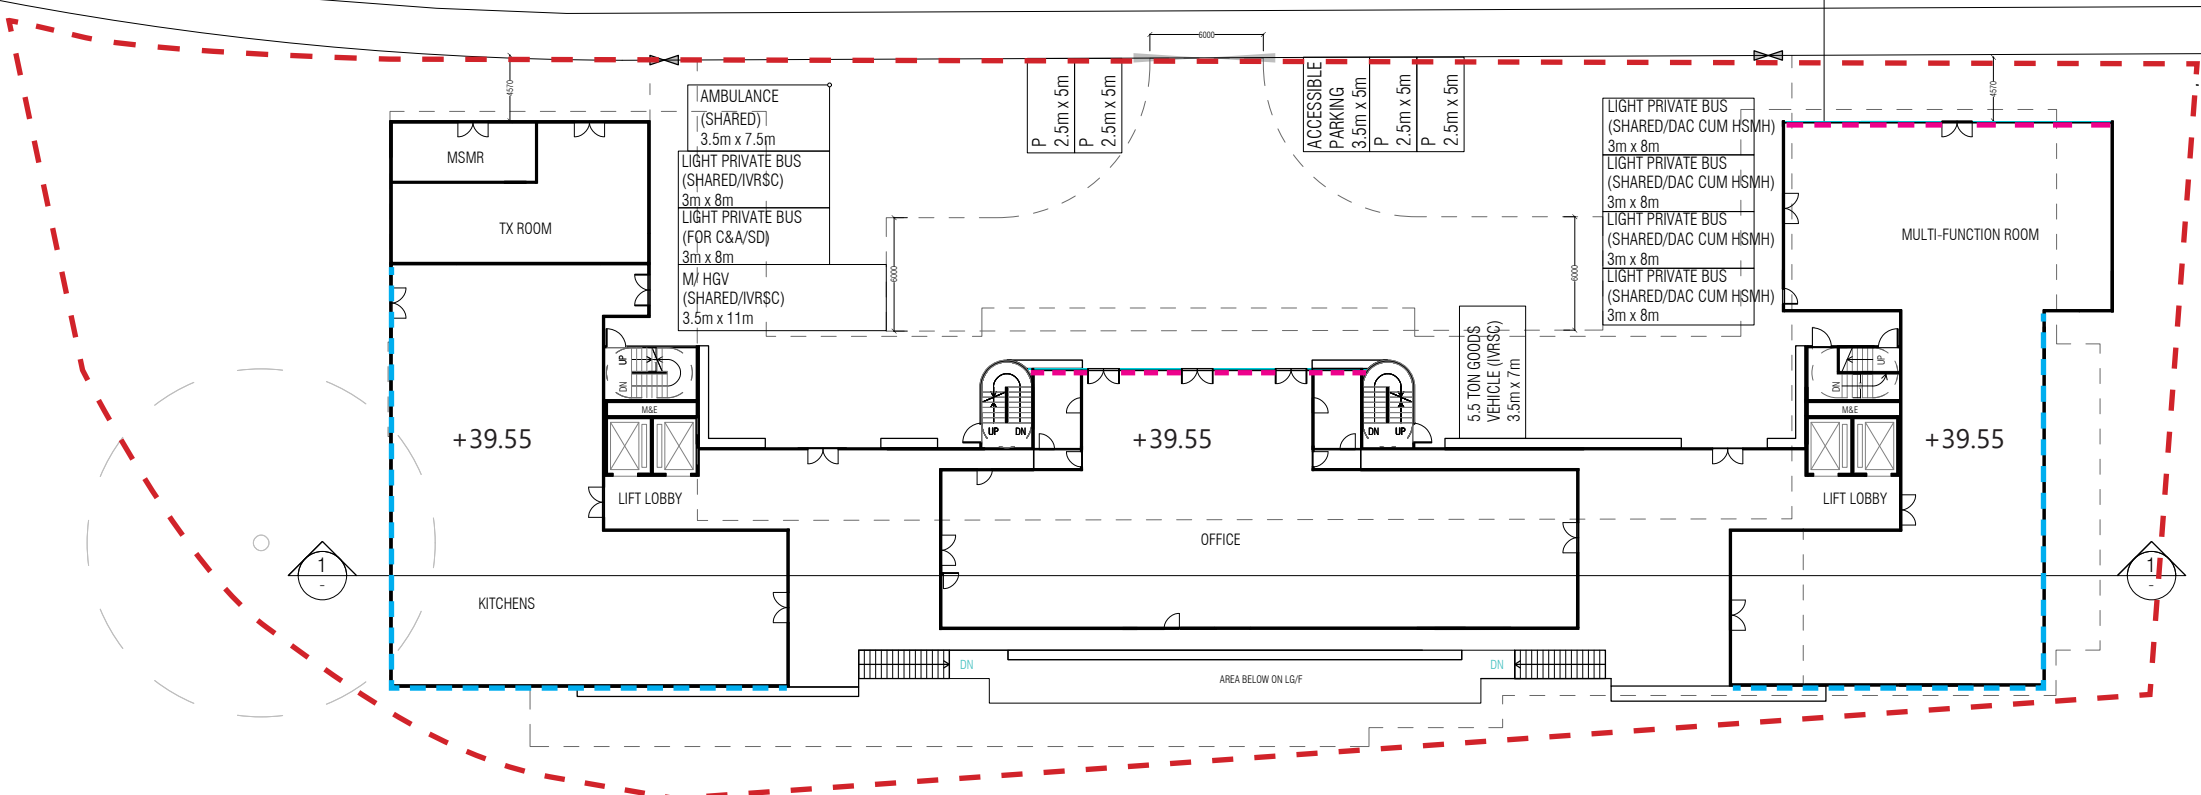 6000
4570
4570
AMBULANCE
(SHARED)
3.5m x 7.5m
LIGHT PRIVATE BUS
(SHARED/IVR$C)
3m x 8m
LIGHT PRIVATE BUS
(FOR C&A/SD)
3m x 8m
M/ HGV
(SHARED/IVR$C)
3.5m x 11m
P
2.5m x 5m
P
2.5m x 5m
ACCESSIBLE
PARKING
3.5m x 5m
P
2.5m x 5m
P
2.5m x 5m
LIGHT PRIVATE BUS
(SHARED/DAC CUM HSMH)
3m x 8m
LIGHT PRIVATE BUS
(SHARED/DAC CUM HSMH)
3m x 8m
LIGHT PRIVATE BUS
(SHARED/DAC CUM HSMH)
3m x 8m
LIGHT PRIVATE BUS
(SHARED/DAC CUM HSMH)
3m x 8m
MSMR
TX ROOM
MULTI-FUNCTION ROOM
6000
6000
5.5 TON GOODS
VEHICLE (IVRSC)
3.5m x 7m
UP
DN
M&E
UP
DN
DN
UP
UP
DN
M&E
+39.55
+39.55
+39.55
LIFT LOBBY
LIFT LOBBY
OFFICE
1
-
1
-
KITCHENS
DN
DN
AREA BELOW ON LG/F